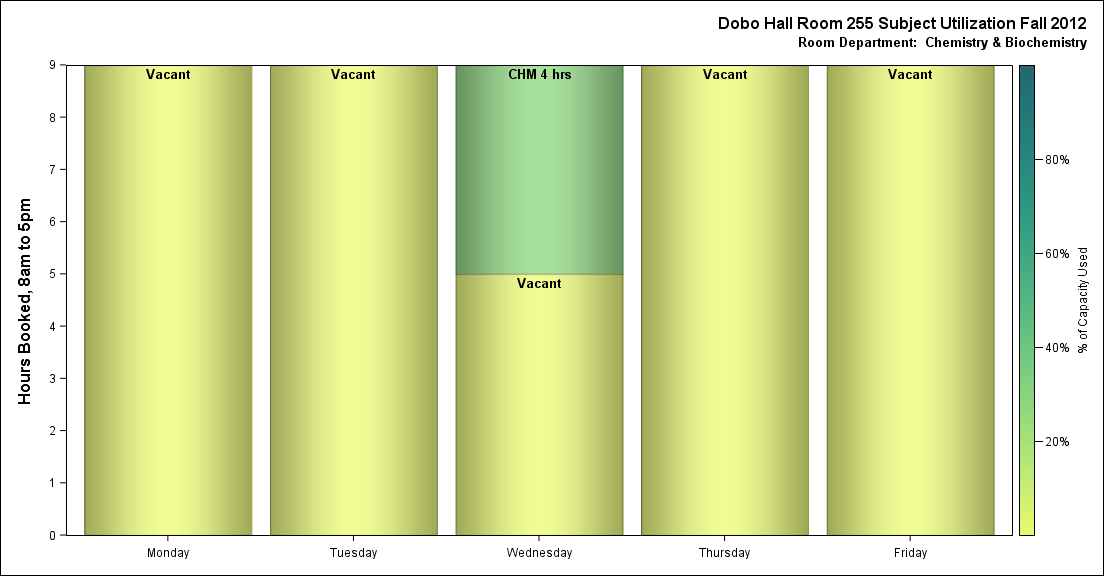 Dobo Hall Room 255 Subject Utilization Fall 2012
Room Department:  Chemistry & Biochemistry
Hours Booked, 8am to 5pm
9
8
7
6
5
4
3
2
1
0
Vacant
Vacant
CHM 4 hrs
Vacant
Vacant
Vacant
Monday
Tuesday
Wednesday
Thursday
Friday
80%
60%
40%
20%
% of Capacity Used